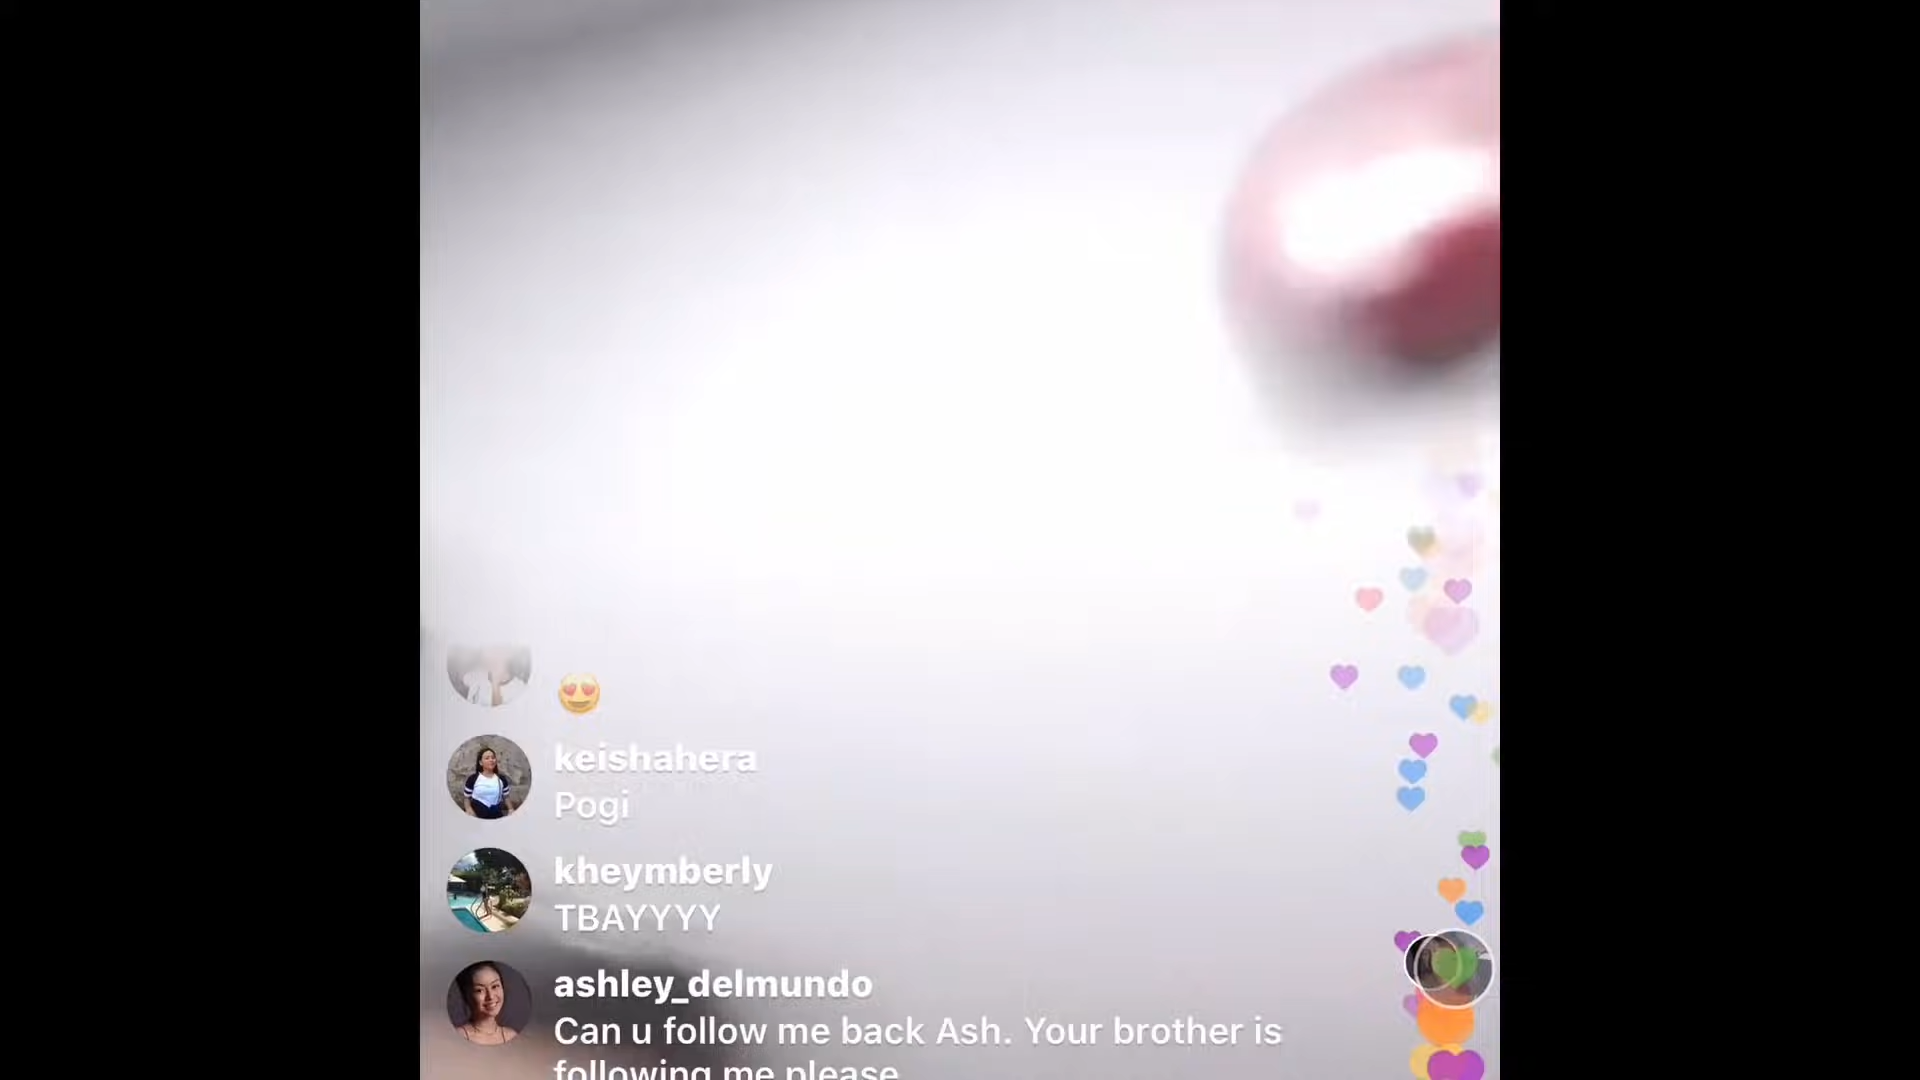 keishahera
Pogi
kheymberly
TBAYYYY
ashley_delmundo
Can u follow me back Ash. Your brother is
following me please